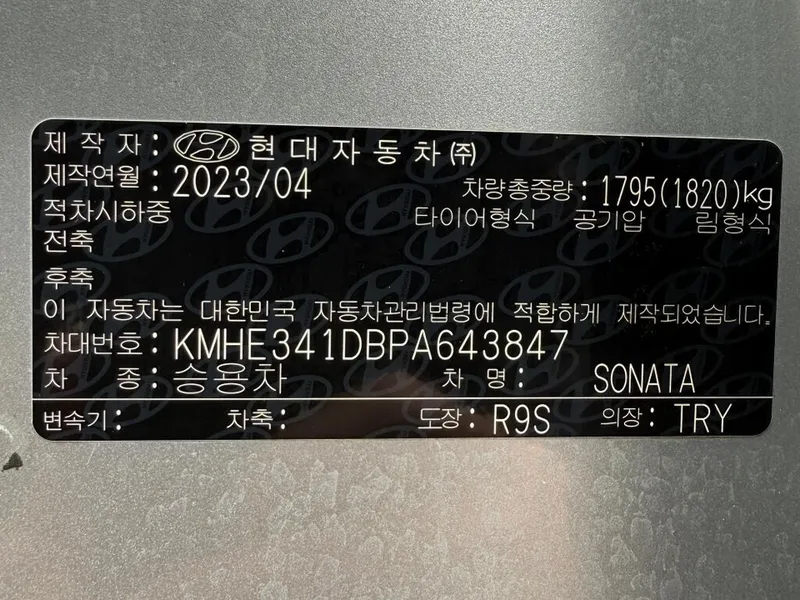 제 작 자 : 현대자동차㈜
제작연월 : 2023/04 차량총중량 : 1795(1820)kg
적차시하중 타이어형식 공기압 림형식
전축
후축
이 자동차는 대한민국 자동차관리법령에 적합하게 제작되었습니다.
차대번호 : KMHE341DBPA643847
차 종 : 승용차 차 명 : SONATA
변속기 : 차축 : 도장 : R9S 의장 : TRY